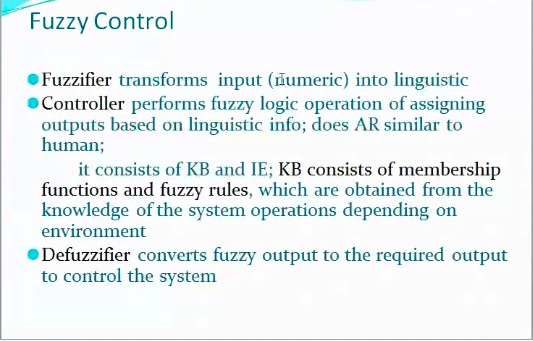 Fuzzy Control
Fuzzifier transforms input (numeric) into linguistic
Controller performs fuzzy logic operation of assigning
outputs based on linguistic info; does AR similar to
human;
it consists of KB and IE; KB consists of membership
functions and fuzzy rules, which are obtained from the
knowledge of the system operations depending on
environment
Defuzzifier converts fuzzy output to the required output
to control the system